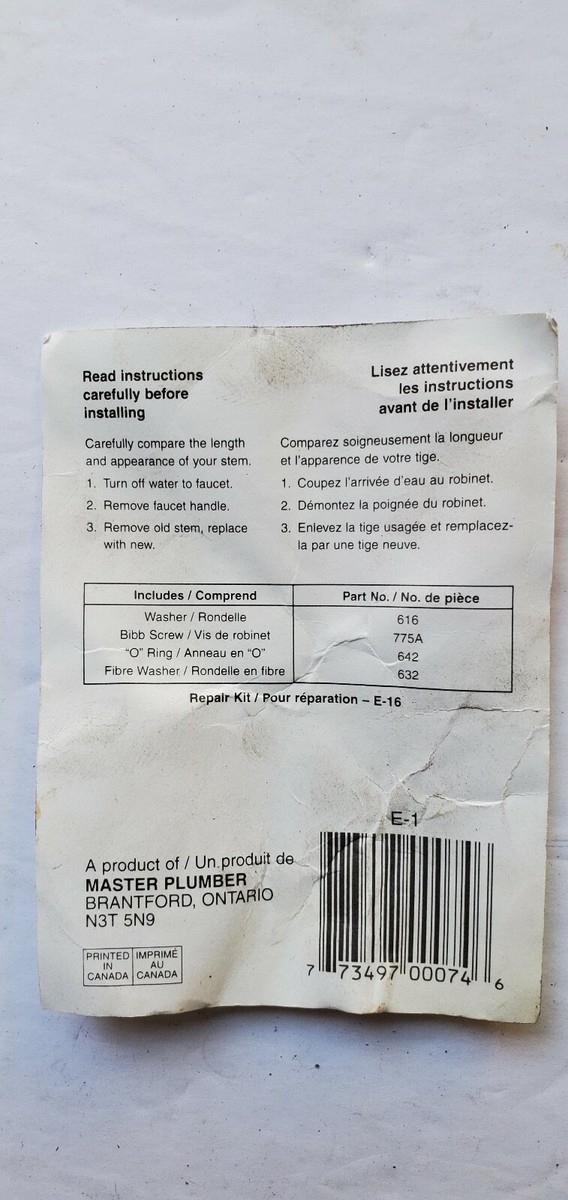 Read instructions
carefully before
installing
Carefully compare the length
and appearance of your stem.
1. Turn off water to faucet.
2. Remove faucet handle.
3. Remove old stem, replace
with new.
Lisez attentivement
les instructions
avant de l'installer
Comparez soigneusement la longueur
et l'apparence de votre tige.
1. Coupez l'arrivée d'eau au robinet.
2. Démontez la poignée du robinet.
3. Enlevez la tige usagée et remplacez-
la par une tige neuve.
Includes / Comprend Part No. / No. de pièce
Washer / Rondelle 616
Bibb Screw / Vis de robinet 775A
"O" Ring / Anneau en "O" 642
Fibre Washer / Rondelle en fibre 632
Repair Kit / Pour réparation – E-16
A product of / Un produit de
MASTER PLUMBER
BRANTFORD, ONTARIO
N3T 5N9
PRINTED IN CANADA
IMPRIMÉ AU CANADA
E-1
7 73497 00074 6